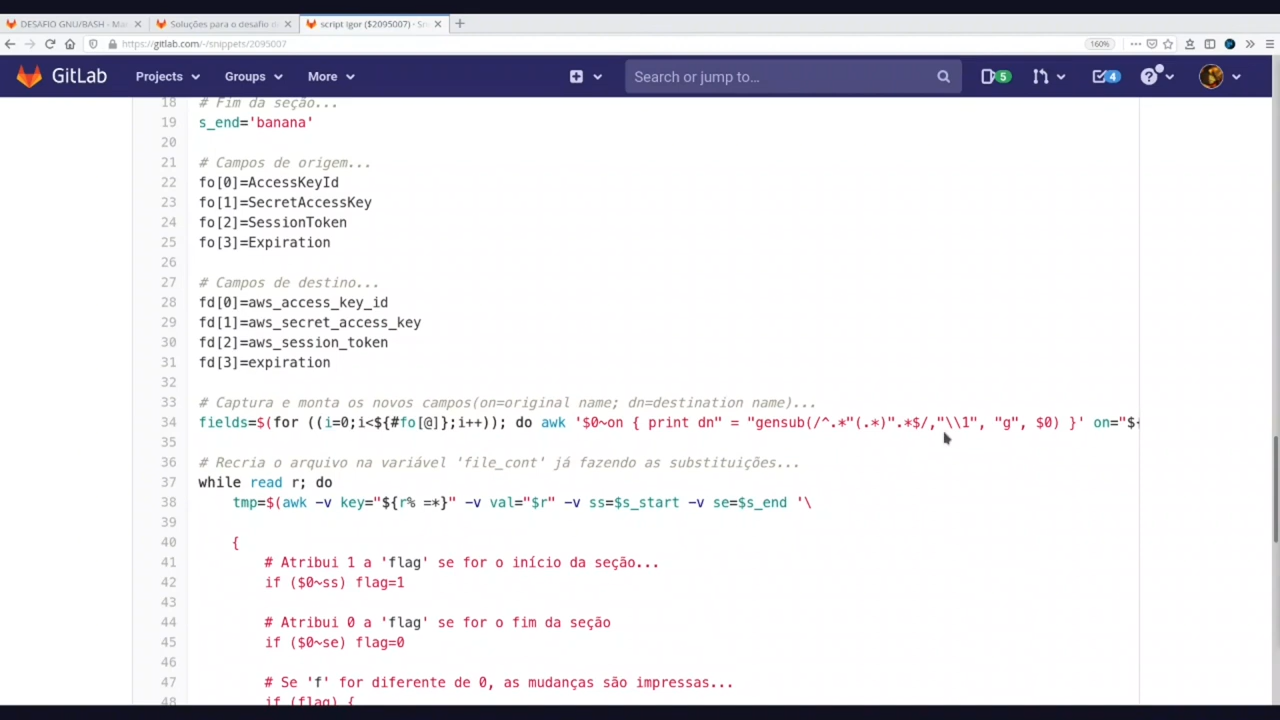 DESAFIO GNU/BASH - Ma
Soluções para o desafio d
script igor ($2095007) · Sn
https://gitlab.com/-/snippets/2095007
160%
GitLab
Projects
Groups
More
Search or jump to...
5
4
18 # Fim da seção...
19 s_end='banana'
20
21 # Campos de origem...
22 fo[0]=AccessKeyId
23 fo[1]=SecretAccessKey
24 fo[2]=SessionToken
25 fo[3]=Expiration
26
27 # Campos de destino...
28 fd[0]=aws_access_key_id
29 fd[1]=aws_secret_access_key
30 fd[2]=aws_session_token
31 fd[3]=expiration
32
33 # Captura e monta os novos campos(on=original name; dn=destination name)...
34 fields=$(for ((i=0;i<${#fo[@]};i++)); do awk '$0~on { print dn" = "gensub(/^.*"(.*)".*$/,"\\1", "g", $0) }' on="${
35
36 # Recria o arquivo na variável 'file_cont' já fazendo as substituições...
37 while read r; do
38 tmp=$(awk -v key="${r% =*}" -v val="$r" -v ss=$s_start -v se=$s_end '\
39
40 {
41 # Atribui 1 a 'flag' se for o início da seção...
42 if ($0~ss) flag=1
43
44 # Atribui 0 a 'flag' se for o fim da seção
45 if ($0~se) flag=0
46
47 # Se 'f' for diferente de 0, as mudanças são impressas...
48 if (flag) {